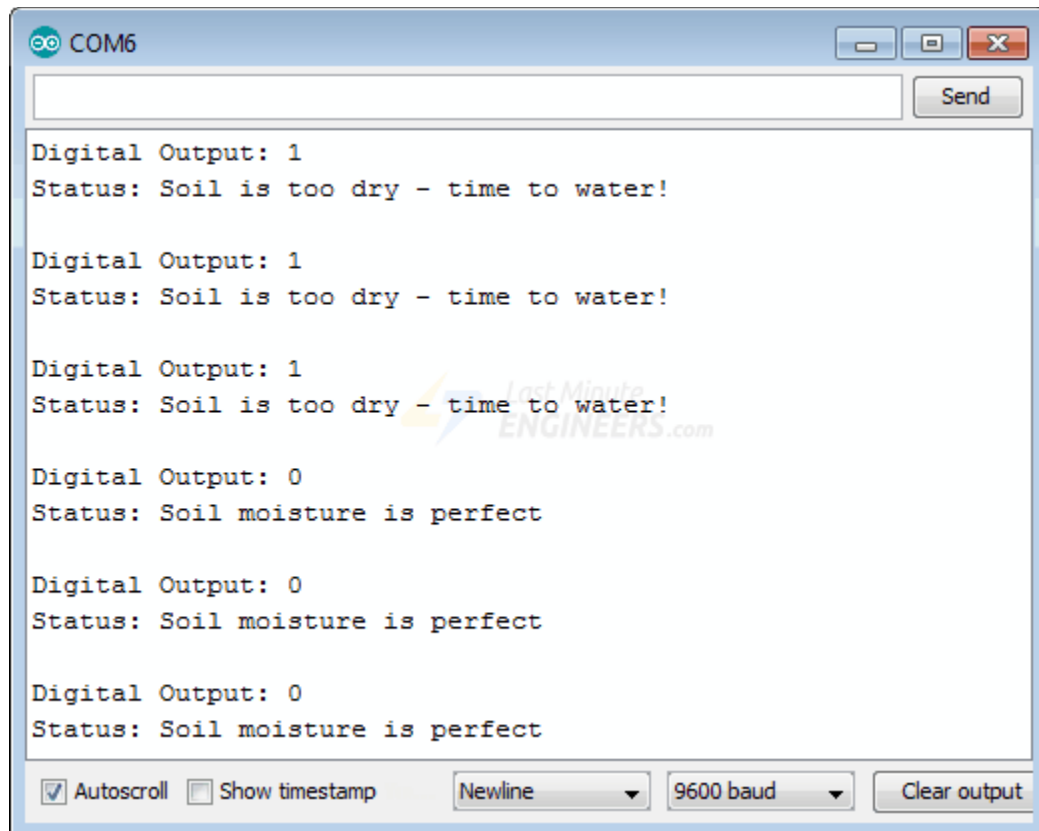 COM6
Send
Digital Output: 1
Status: Soil is too dry - time to water!
Digital Output: 1
Status: Soil is too dry - time to water!
Digital Output: 1
Status: Soil is too dry - time to water!
Last Minute
ENGINEERS.com
Digital Output: 0
Status: Soil moisture is perfect
Digital Output: 0
Status: Soil moisture is perfect
Digital Output: 0
Status: Soil moisture is perfect
Autoscroll Show timestamp Newline 9600 baud Clear output